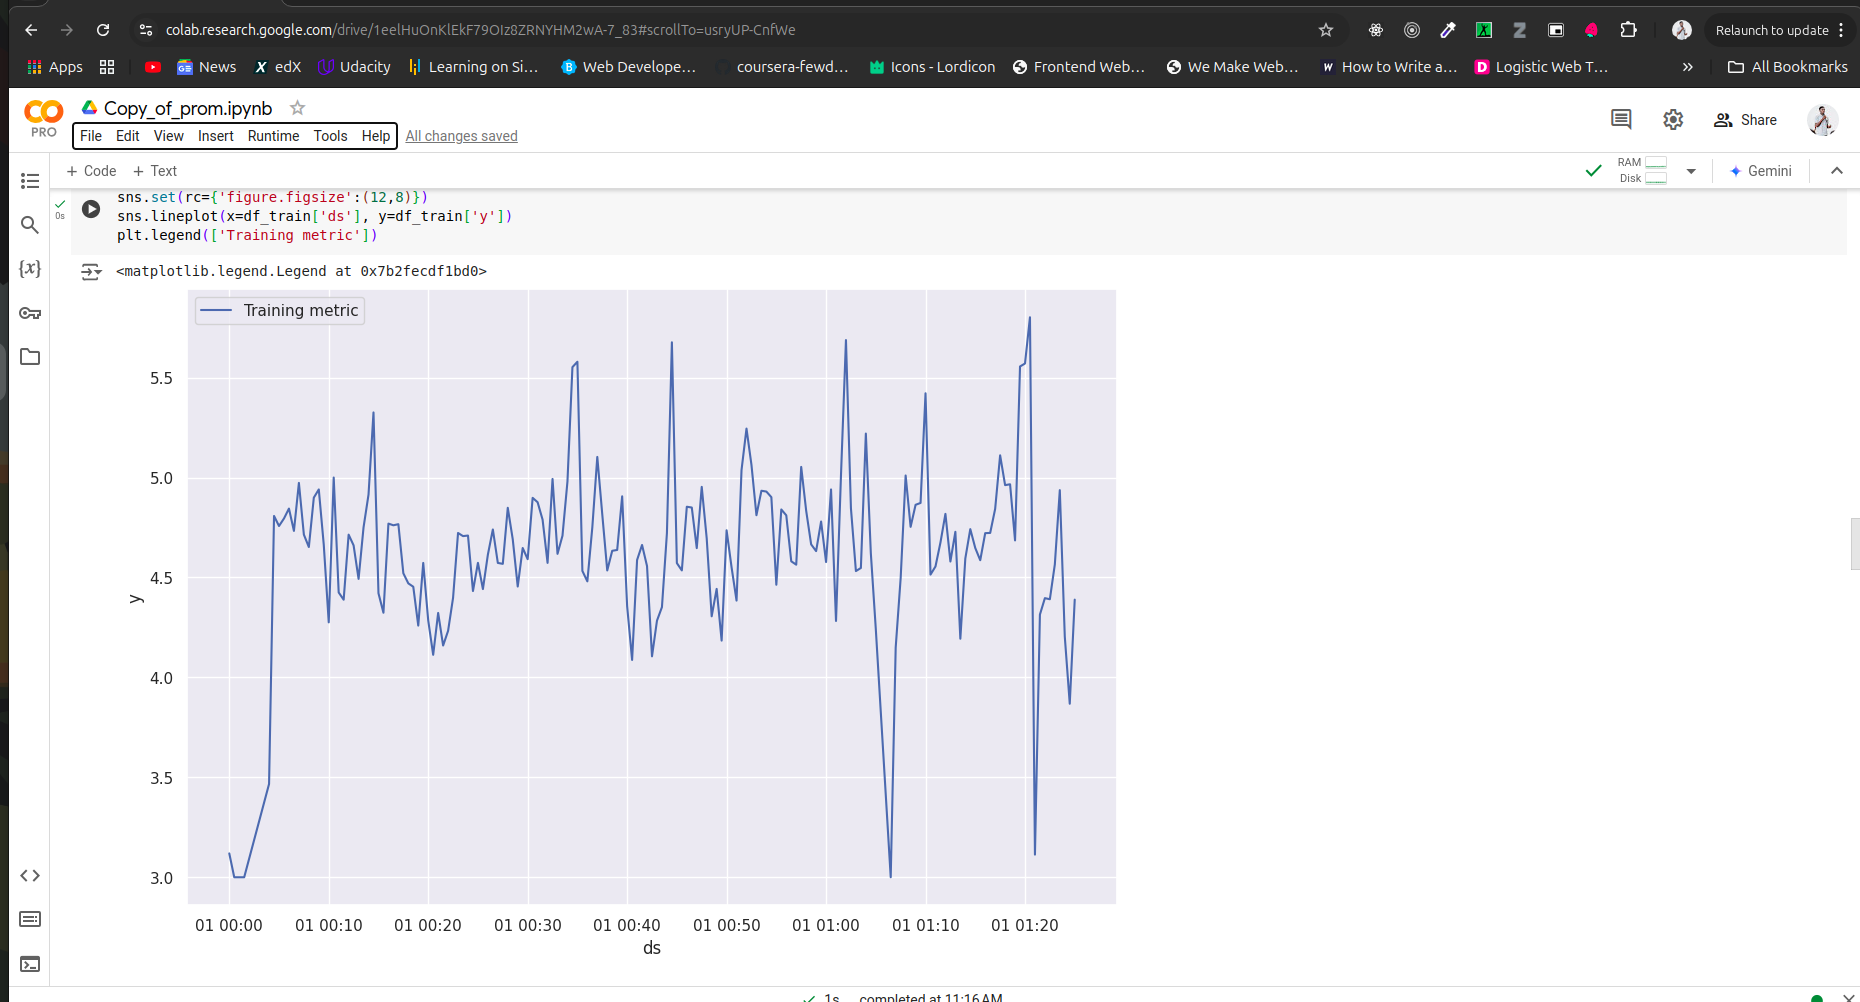 colab.research.google.com/drive/1eelHuOnKlEkF79OIz8ZRNYHM2wA-7_83#scrollTo=usryUP-CnfWe
Relaunch to update
Apps
News
edX
Udacity
Learning on Si...
Web Develope...
coursera-fewd...
Icons - Lordicon
Frontend Web...
We Make Web...
How to Write a...
Logistic Web T...
»
All Bookmarks
CO
PRO
Copy_of_prom.ipynb
File Edit View Insert Runtime Tools Help
All changes saved
Share
+ Code + Text
RAM
Disk
Gemini
0s
sns.set(rc={'figure.figsize':(12,8)})
sns.lineplot(x=df_train['ds'], y=df_train['y'])
plt.legend(['Training metric'])
{x}
<matplotlib.legend.Legend at 0x7b2fecdf1bd0>
Training metric
5.5
5.0
4.5
4.0
3.5
3.0
y
01 00:00 01 00:10 01 00:20 01 00:30 01 00:40 01 00:50 01 01:00 01 01:10 01 01:20
ds
1s completed at 11:16 AM